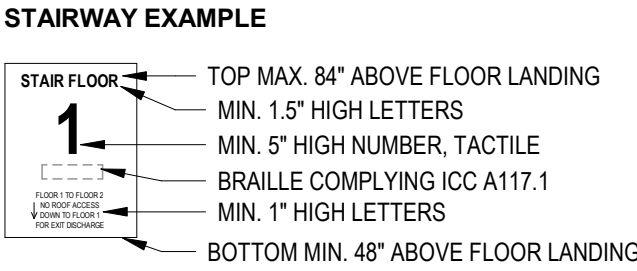 STAIRWAY EXAMPLE
STAIR FLOOR
1
FLOOR 1 TO FLOOR 2
NO ROOF ACCESS
DOWN TO FLOOR 1
FOR EXIT DISCHARGE
TOP MAX. 84" ABOVE FLOOR LANDING
MIN. 1.5" HIGH LETTERS
MIN. 5" HIGH NUMBER, TACTILE
BRAILLE COMPLYING ICC A117.1
MIN. 1" HIGH LETTERS
BOTTOM MIN. 48" ABOVE FLOOR LANDING